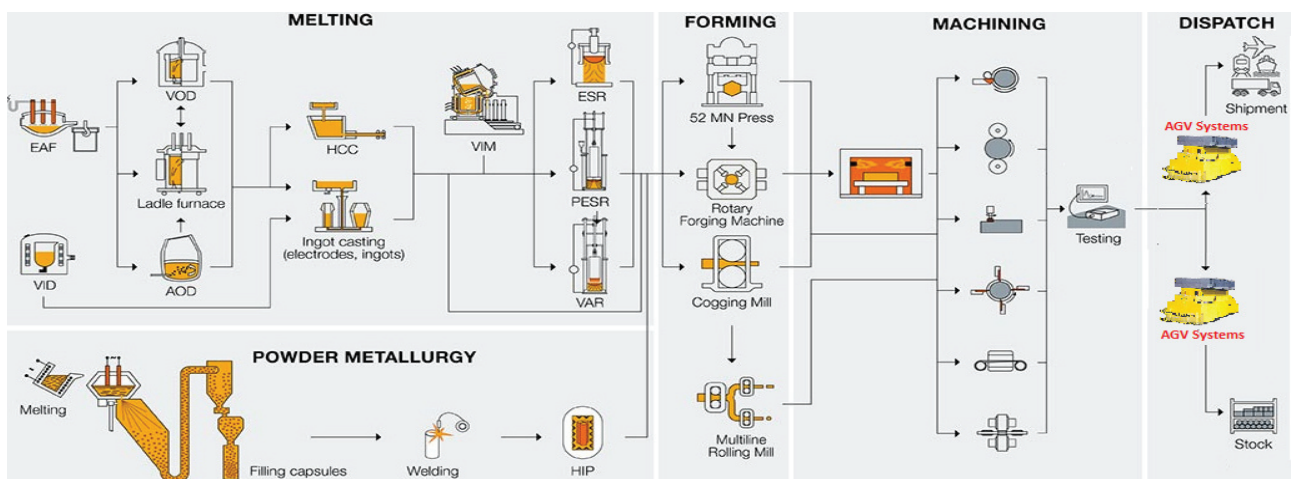 MELTING
EAF
VOD
Ladle furnace
VID
AOD
HCC
Ingot casting
(electrodes, ingots)
VIM
ESR
PESR
VAR
POWDER METALLURGY
Melting
Filling capsules
Welding
HIP
FORMING
52 MN Press
Rotary
Forging Machine
Cogging Mill
Multiline
Rolling Mill
MACHINING
Testing
DISPATCH
Shipment
AGV Systems
AGV Systems
Stock